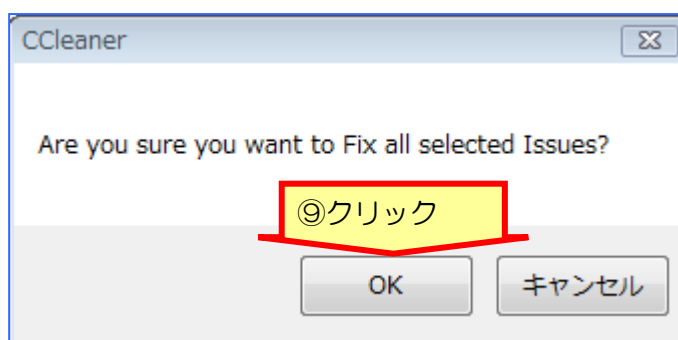 CCleaner
Are you sure you want to Fix all selected Issues?
⑨クリック
OK
キャンセル